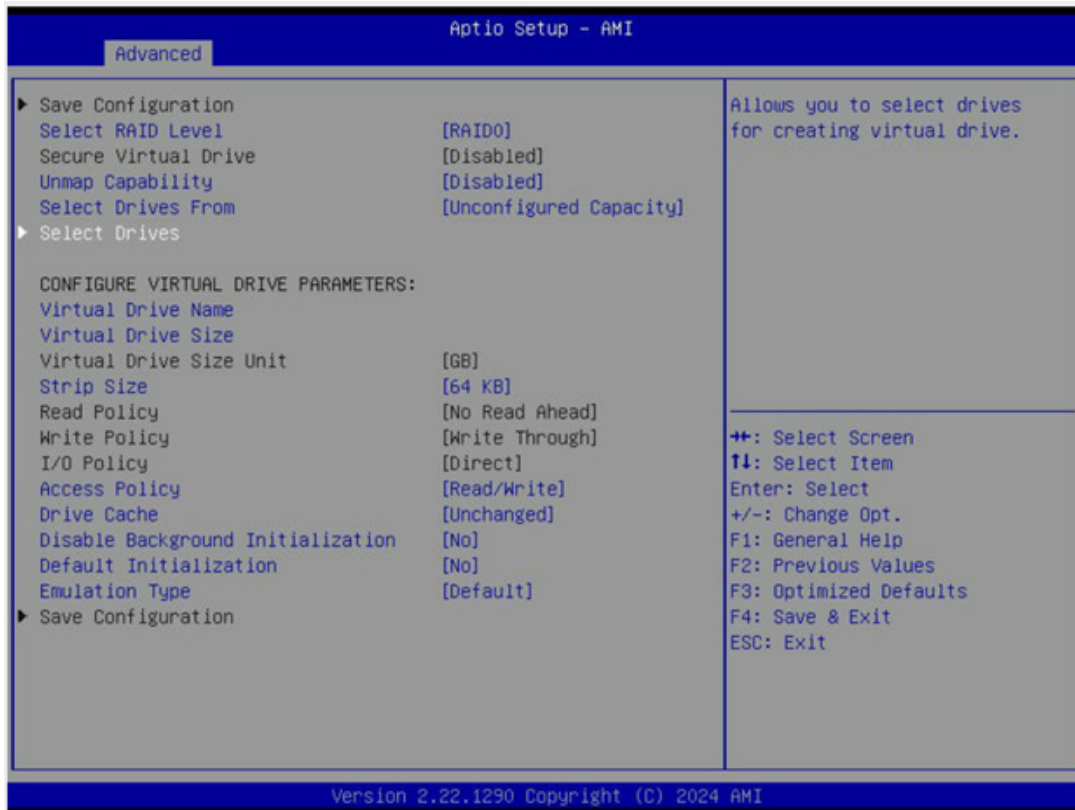 Aptio Setup - AMI
Advanced
Save Configuration
Select RAID Level [RAID0]
Secure Virtual Drive [Disabled]
Unmap Capability [Disabled]
Select Drives From [Unconfigured Capacity]
Select Drives
CONFIGURE VIRTUAL DRIVE PARAMETERS:
Virtual Drive Name
Virtual Drive Size
Virtual Drive Size Unit [GB]
Strip Size [64 KB]
Read Policy [No Read Ahead]
Write Policy [Write Through]
I/O Policy [Direct]
Access Policy [Read/Write]
Drive Cache [Unchanged]
Disable Background Initialization [No]
Default Initialization [No]
Emulation Type [Default]
Save Configuration
Allows you to select drives
for creating virtual drive.
→←: Select Screen
↑↓: Select Item
Enter: Select
+/-: Change Opt.
F1: General Help
F2: Previous Values
F3: Optimized Defaults
F4: Save & Exit
ESC: Exit
Version 2.22.1290 Copyright (C) 2024 AMI